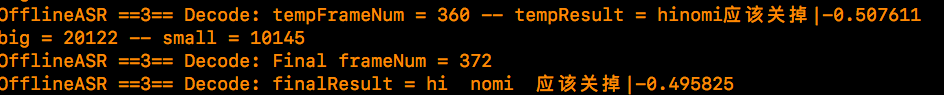 OfflineASR ==3== Decode: tempFrameNum = 360 -- tempResult = hinomi应该关掉|-0.507611
big = 20122 -- small = 10145
OfflineASR ==3== Decode: Final frameNum = 372
OfflineASR ==3== Decode: finalResult = hi  nomi  应该关掉|-0.495825